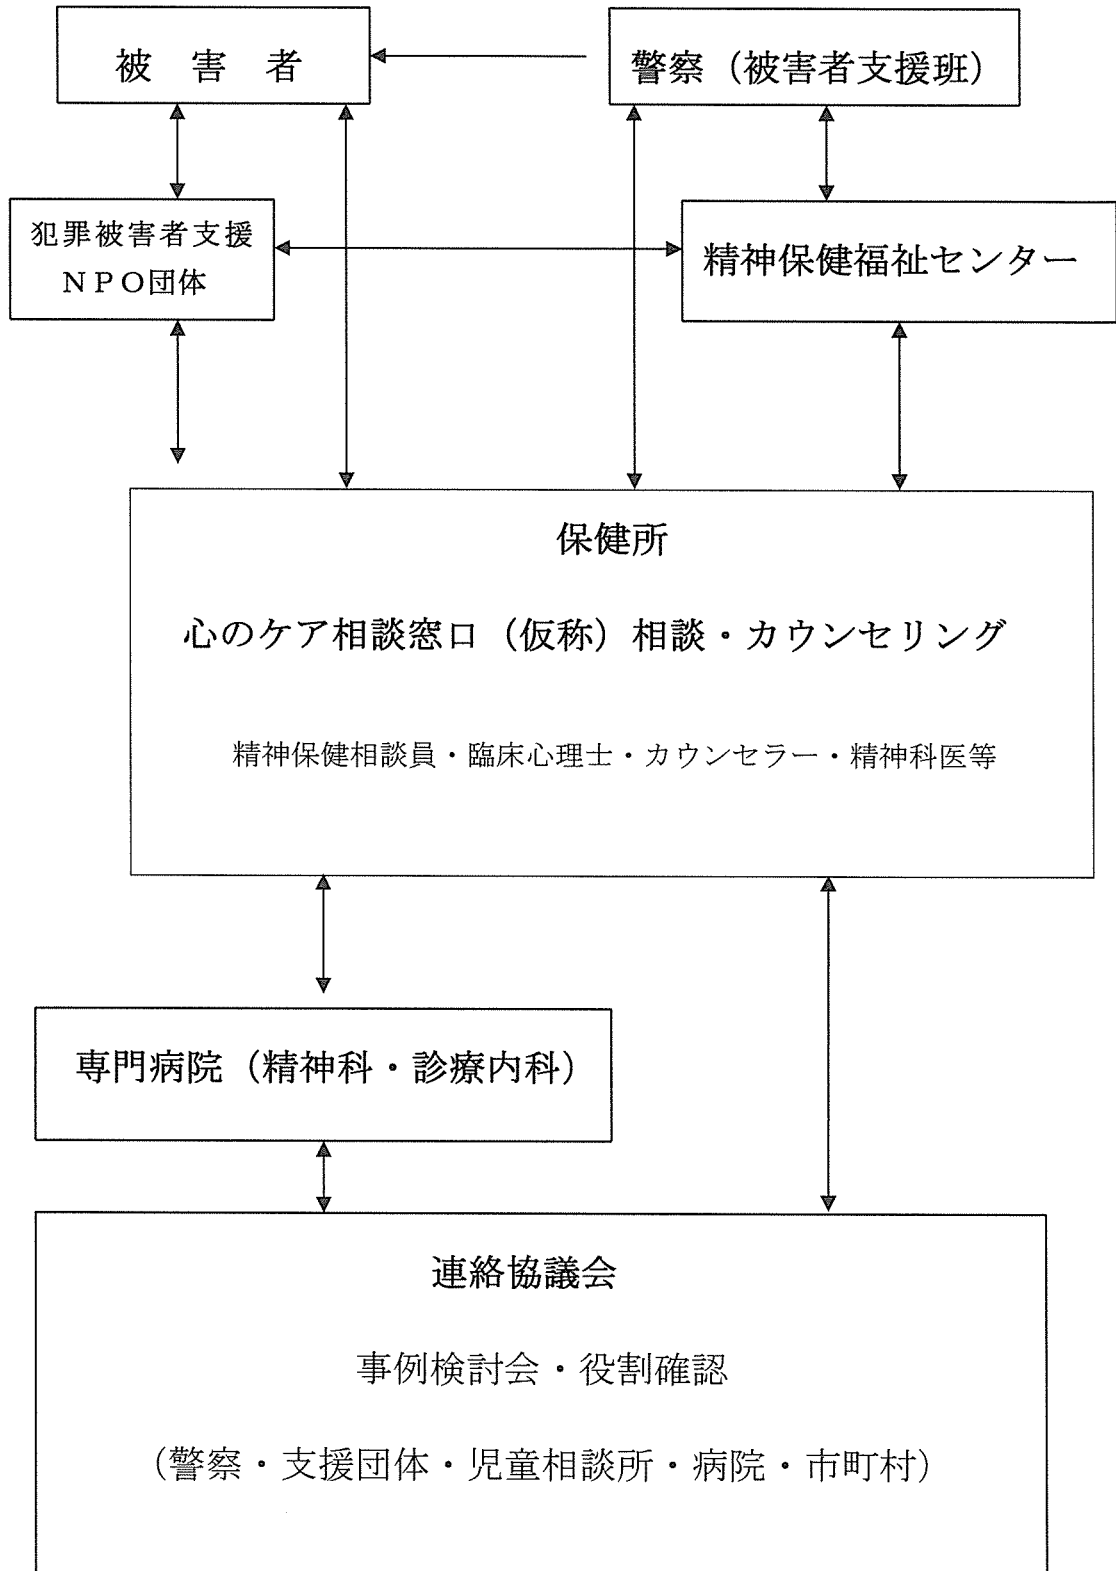 被 害 者
警察（被害者支援班）
犯罪被害者支援
ＮＰＯ団体
精神保健福祉センター
保健所
心のケア相談窓口（仮称）相談・カウンセリング
精神保健相談員・臨床心理士・カウンセラー・精神科医等
専門病院（精神科・診療内科）
連絡協議会
事例検討会・役割確認
（警察・支援団体・児童相談所・病院・市町村）